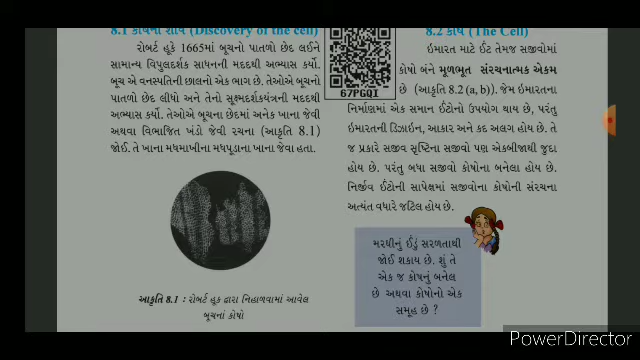 8.1 કોષની શોધ (Discovery of the cell)
રોબર્ટ હૂકે 1665માં બૂચનો પાતળો છેદ લઈને
સામાન્ય વિપુલદર્શક સાધનની મદદથી અભ્યાસ કર્યો.
બૂચ એ વનસ્પતિની છાલનો એક ભાગ છે. તેઓએ બૂચનો
પાતળો છેદ લીધો અને તેનો સૂક્ષ્મદર્શકયંત્રની મદદથી
અભ્યાસ કર્યો. તેઓએ બૂચના છેદમાં અનેક ખાના જેવી
અથવા વિભાજિત ખંડો જેવી રચના (આકૃતિ 8.1)
જોઈ. તે ખાના મધમાખીના મધપૂડાના ખાના જેવા હતા.
આકૃતિ 8.1 : રોબર્ટ હૂક દ્વારા નિહાળવામાં આવેલ
બૂચનાં કોષો
67PGQI
8.2 કોષ (The Cell)
ઇમારત માટે ઈંટ તેમજ સજીવોમાં
કોષો બંને મૂળભૂત સંરચનાત્મક એકમ
છે (આકૃતિ 8.2 (a, b)). જેમ ઇમારતના
નિર્માણમાં એક સમાન ઈંટોનો ઉપયોગ થાય છે, પરંતુ
ઇમારતની ડિઝાઇન, આકાર અને કદ અલગ હોય છે. તે
જ પ્રકારે સજીવ સૃષ્ટિના સજીવો પણ એકબીજાથી જુદા
હોય છે. પરંતુ બધા સજીવો કોષોના બનેલા હોય છે.
નિર્જીવ ઈંટોની સાપેક્ષમાં સજીવોના કોષોની સંરચના
અત્યંત વધારે જટિલ હોય છે.
મરઘીનું ઈંડું સરળતાથી
જોઈ શકાય છે. શું તે
એક જ કોષનું બનેલ
છે અથવા કોષોનો એક
સમૂહ છે ?
PowerDirector